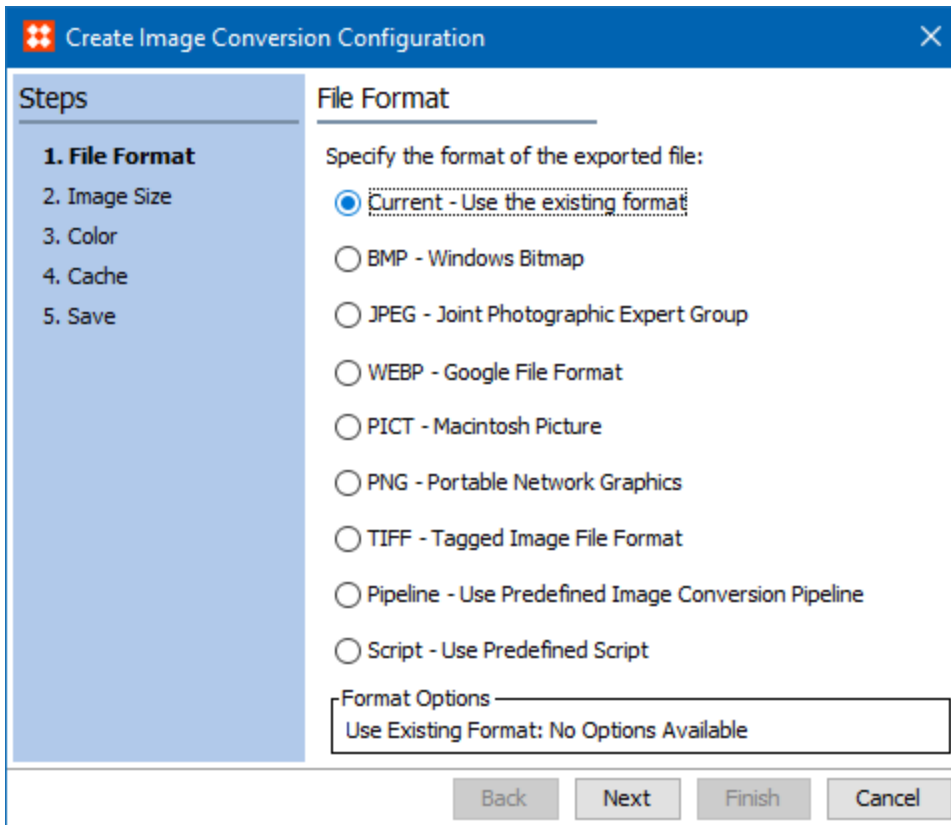 Create Image Conversion Configuration
Steps
1. File Format
2. Image Size
3. Color
4. Cache
5. Save
File Format
Specify the format of the exported file:
Current - Use the existing format
BMP - Windows Bitmap
JPEG - Joint Photographic Expert Group
WEBP - Google File Format
PICT - Macintosh Picture
PNG - Portable Network Graphics
TIFF - Tagged Image File Format
Pipeline - Use Predefined Image Conversion Pipeline
Script - Use Predefined Script
Format Options
Use Existing Format: No Options Available
Back Next Finish Cancel